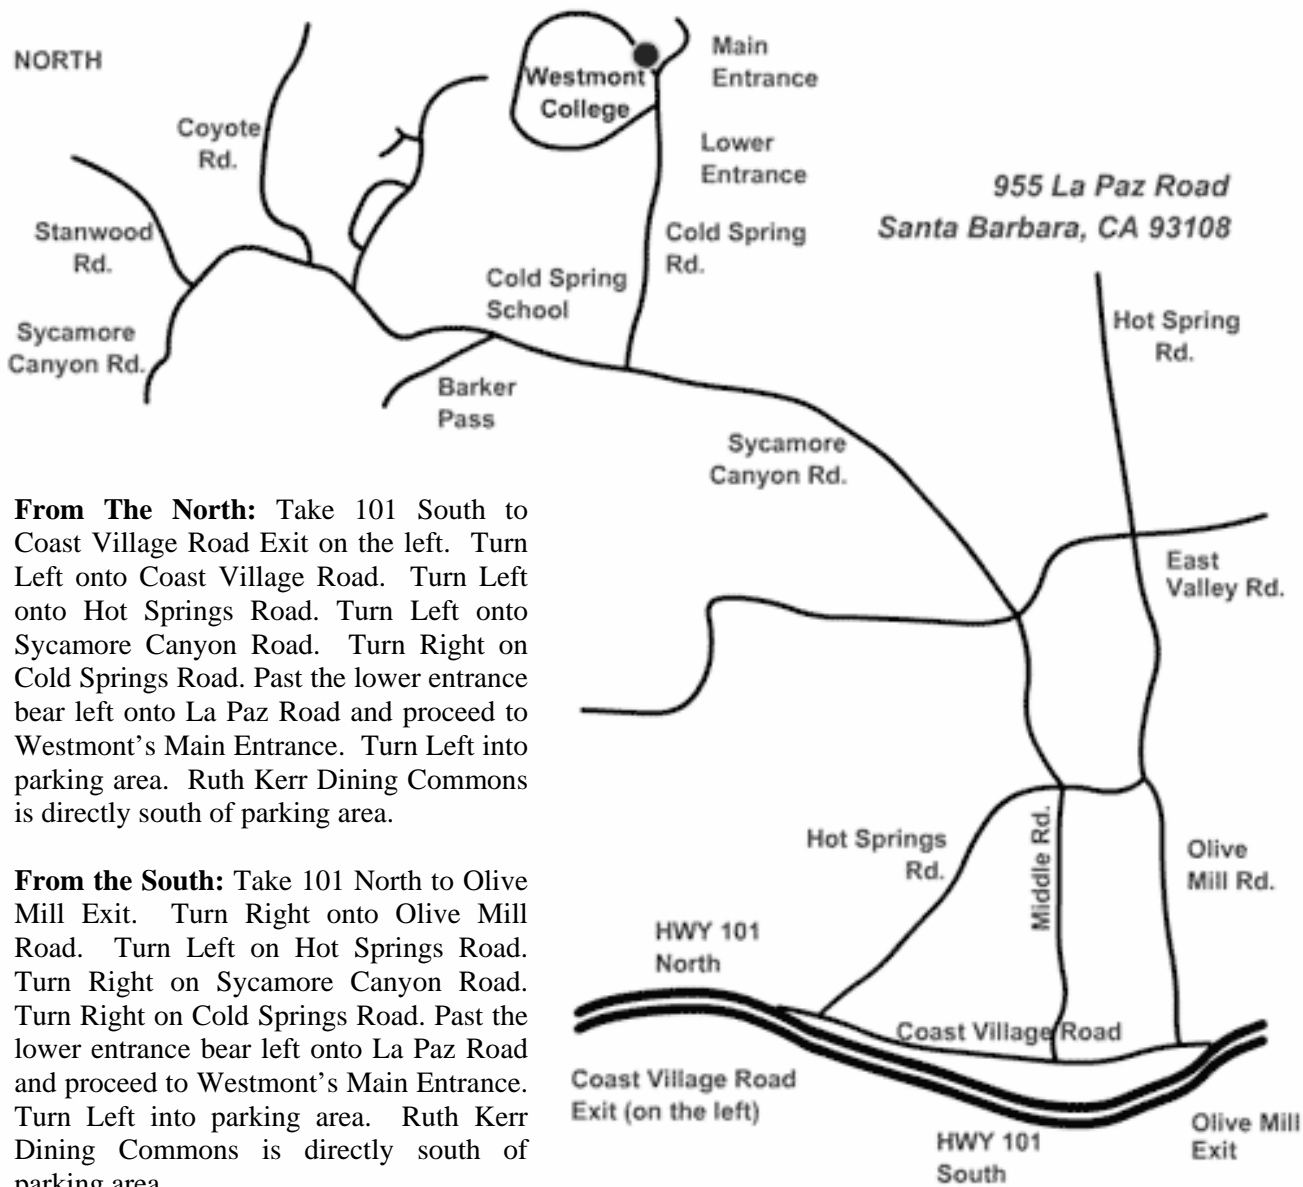 NORTH
Coyote
Rd.
Westmont
College
Main
Entrance
Lower
Entrance
955 La Paz Road
Santa Barbara, CA 93108
Stanwood
Rd.
Cold Spring
Rd.
Cold Spring
School
Sycamore
Canyon Rd.
Hot Spring
Rd.
Barker
Pass
Sycamore
Canyon Rd.
East
Valley Rd.
From The North: Take 101 South to
Coast Village Road Exit on the left. Turn
Left onto Coast Village Road. Turn Left
onto Hot Springs Road. Turn Left onto
Sycamore Canyon Road. Turn Right on
Cold Springs Road. Past the lower entrance
bear left onto La Paz Road and proceed to
Westmont’s Main Entrance. Turn Left into
parking area. Ruth Kerr Dining Commons
is directly south of parking area.
From the South: Take 101 North to Olive
Mill Exit. Turn Right onto Olive Mill
Road. Turn Left on Hot Springs Road.
Turn Right on Sycamore Canyon Road.
Turn Right on Cold Springs Road. Past the
lower entrance bear left onto La Paz Road
and proceed to Westmont’s Main Entrance.
Turn Left into parking area. Ruth Kerr
Dining Commons is directly south of
parking area
Hot Springs
Rd.
Middle Rd.
Olive
Mill Rd.
HWY 101
North
Coast Village Road
Coast Village Road
Exit (on the left)
HWY 101
South
Olive Mill
Exit